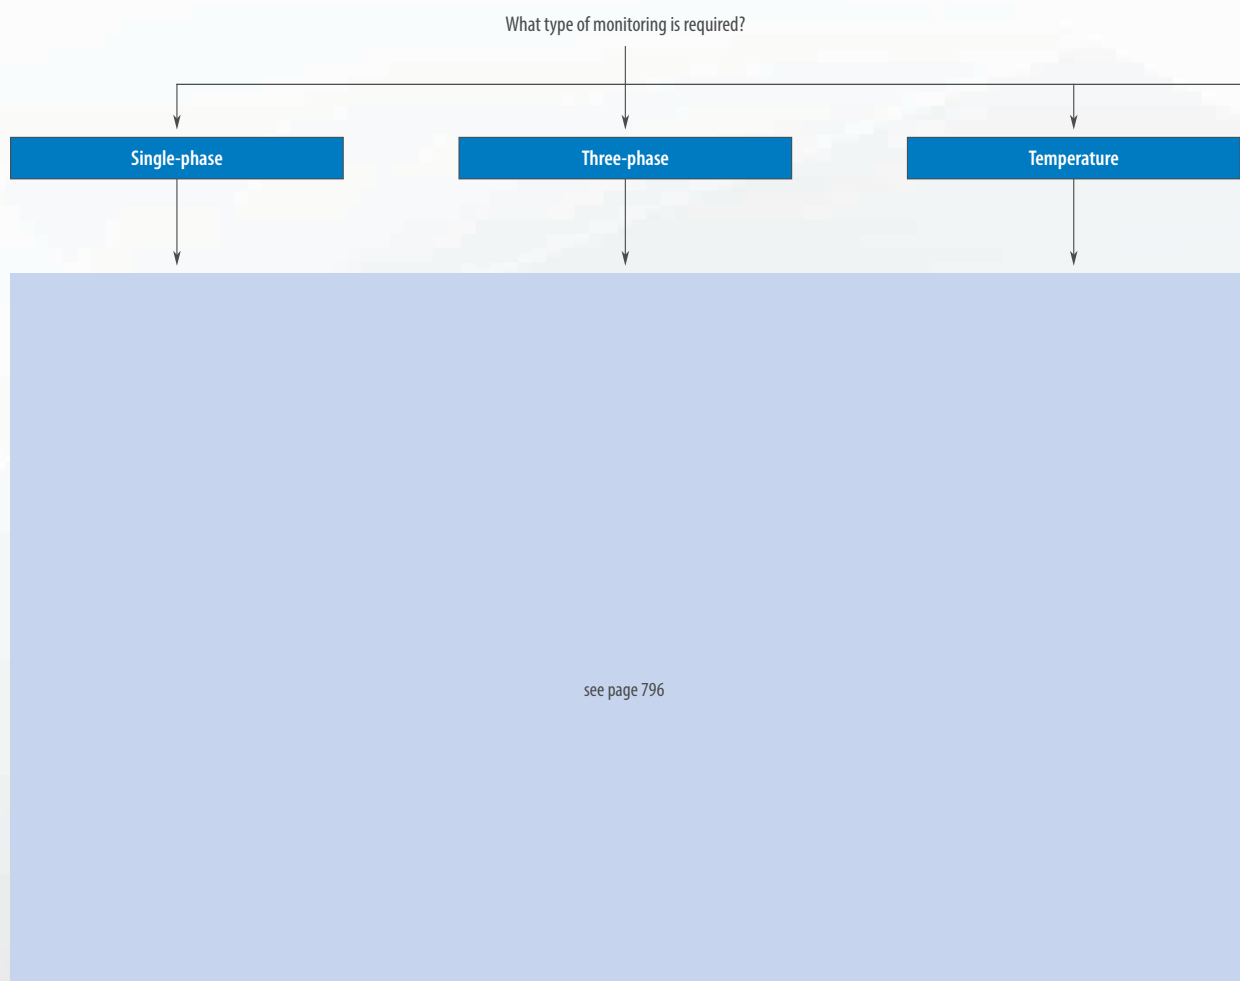 What type of monitoring is required?
Single-phase
Three-phase
Temperature
see page 796